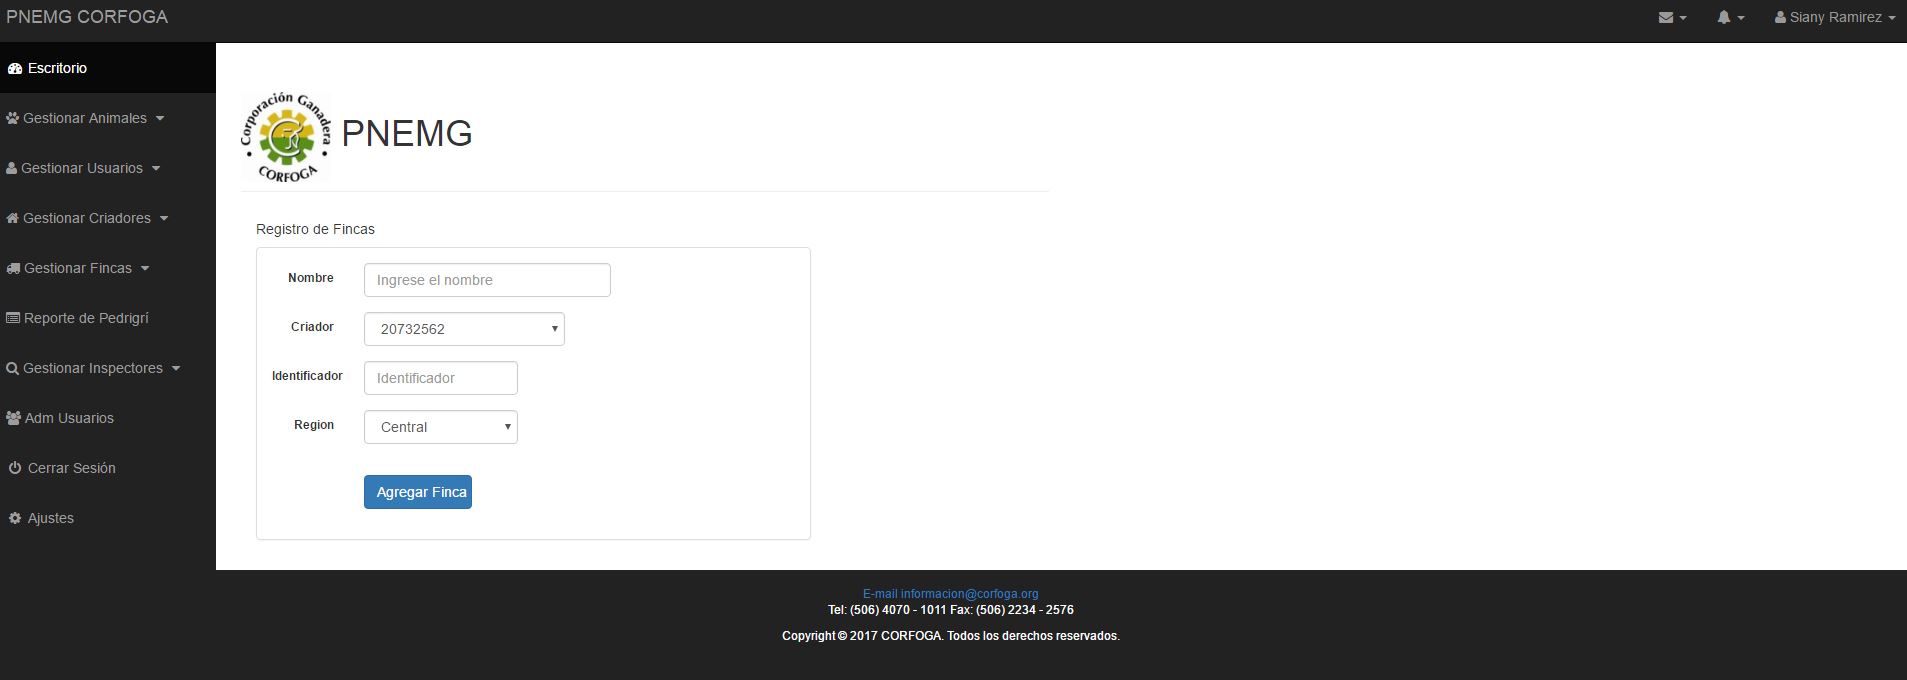 PNEMG CORFOGA
Siany Ramirez
Escritorio
Gestionar Animales
Gestionar Usuarios
Gestionar Criadores
Gestionar Fincas
Reporte de Pedrigrí
Gestionar Inspectores
Adm Usuarios
Cerrar Sesión
Ajustes
Corporación Ganadera
CORFOGA
PNEMG
Registro de Fincas
Nombre Ingrese el nombre
Criador 20732562
Identificador Identificador
Region Central
Agregar Finca
E-mail informacion@corfoga.org
Tel: (506) 4070 - 1011 Fax: (506) 2234 - 2576
Copyright © 2017 CORFOGA. Todos los derechos reservados.